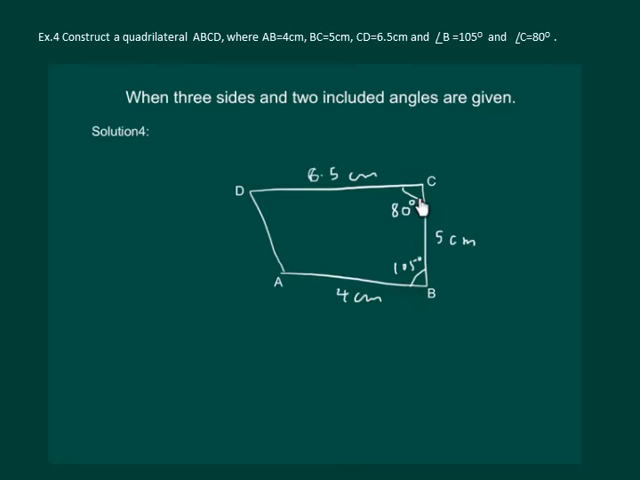 Ex.4 Construct a quadrilateral ABCD, where AB=4cm, BC=5cm, CD=6.5cm and ∠B =105° and ∠C=80° .
When three sides and two included angles are given.
Solution4:
6.5 cm
D
C
80°
5 cm
105°
A
4 cm
B